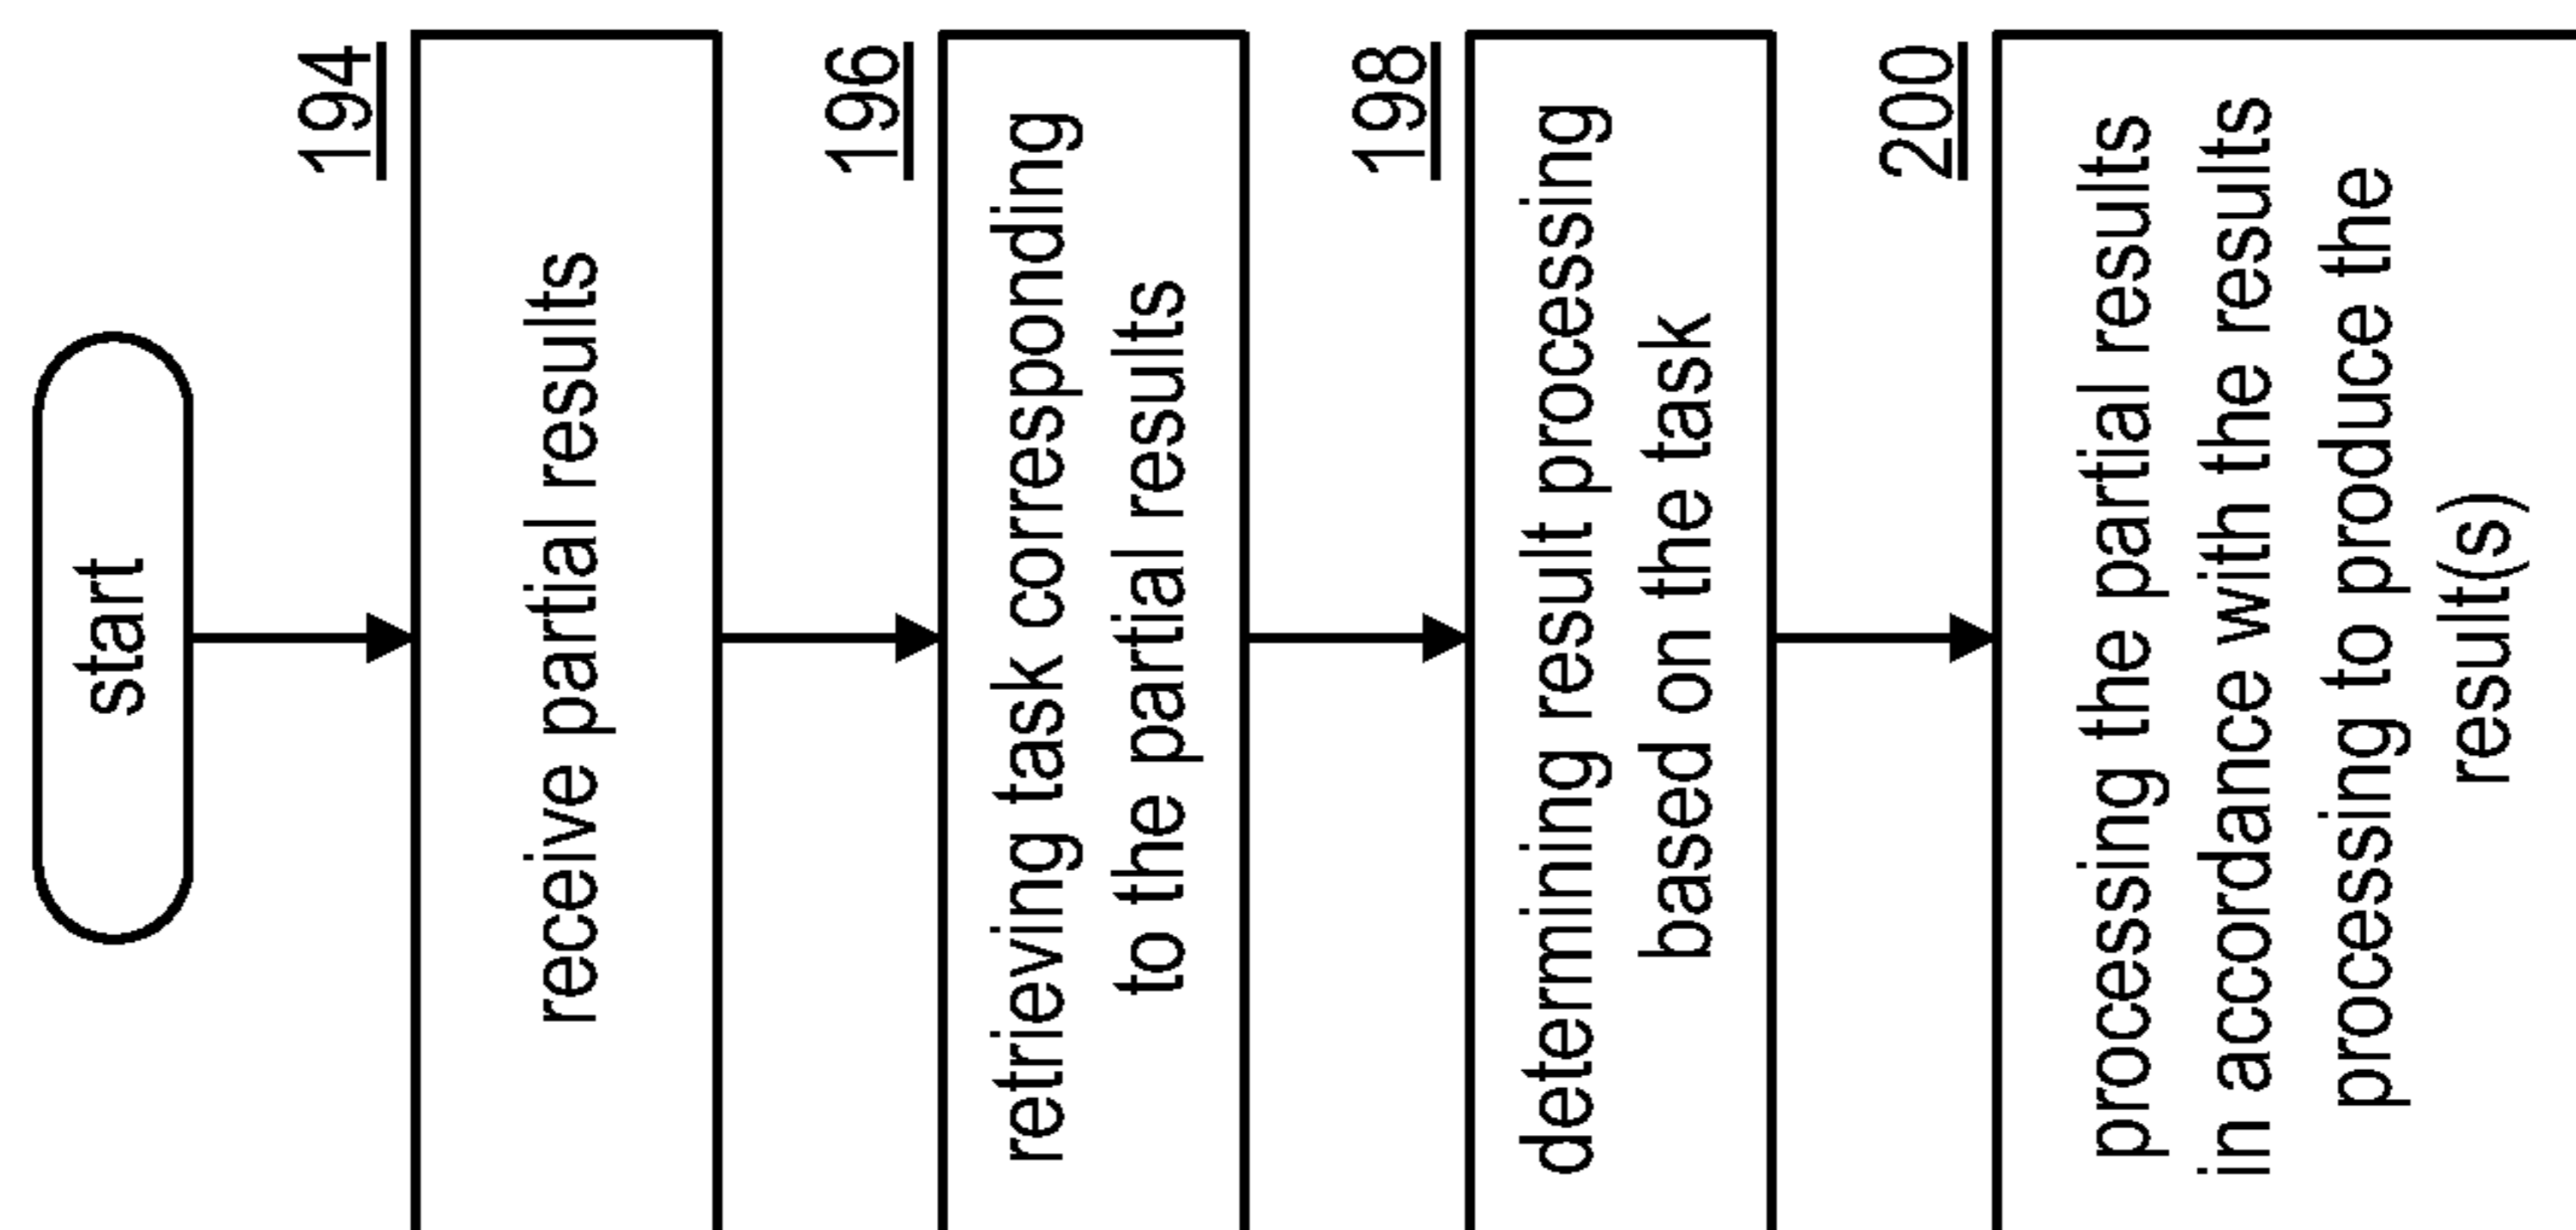 start
194
receive partial results
196
retrieving task corresponding
to the partial results
198
determining result processing
based on the task
200
processing the partial results
in accordance with the results
processing to produce the
result(s)